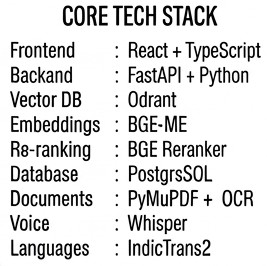 CORE TECH STACK
Frontend : React + TypeScript
Backand : FastAPI + Python
Vector DB : Odrant
Embeddings : BGE-ME
R8-ranking : BGE Reranker
Database : PostgrsSOL
Documents : PyMuPDF + OCR
Voice : Whisper
Languages : IndicTrans2